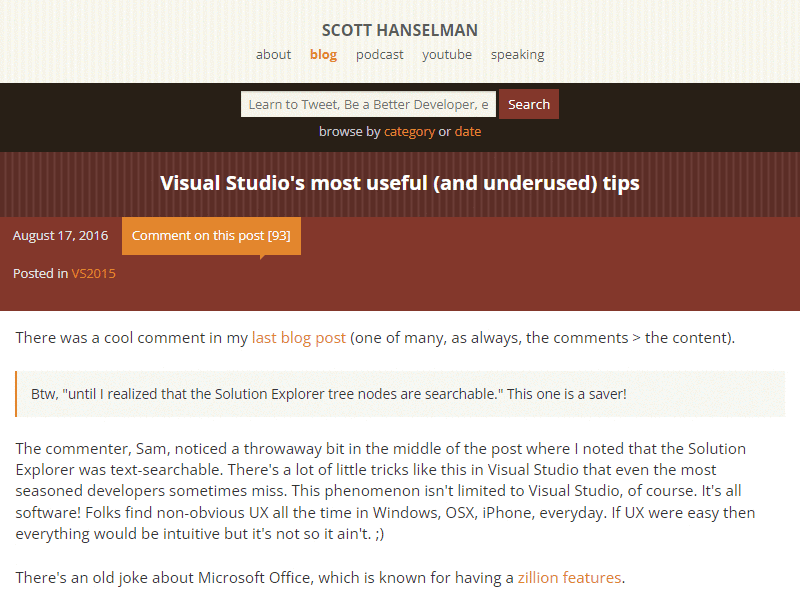 SCOTT HANSELMAN
about blog podcast youtube speaking
Learn to Tweet, Be a Better Developer, e Search
browse by category or date
Visual Studio's most useful (and underused) tips
August 17, 2016 Comment on this post [93]
Posted in VS2015
There was a cool comment in my last blog post (one of many, as always, the comments > the content).
Btw, "until I realized that the Solution Explorer tree nodes are searchable." This one is a saver!
The commenter, Sam, noticed a throwaway bit in the middle of the post where I noted that the Solution
Explorer was text-searchable. There's a lot of little tricks like this in Visual Studio that even the most
seasoned developers sometimes miss. This phenomenon isn't limited to Visual Studio, of course. It's all
software! Folks find non-obvious UX all the time in Windows, OSX, iPhone, everyday. If UX were easy then
everything would be intuitive but it's not so it ain't. ;)
There's an old joke about Microsoft Office, which is known for having a zillion features.